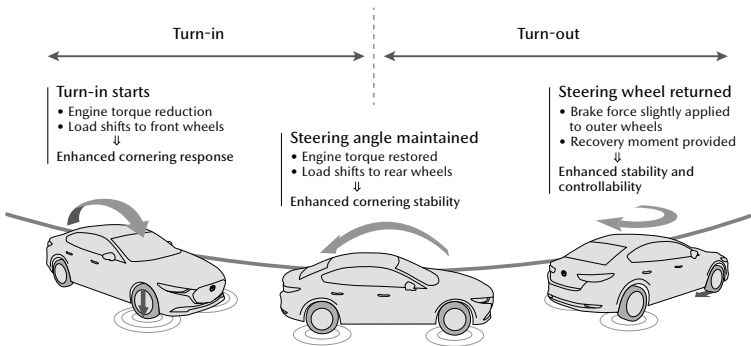 Turn-in
Turn-out
Turn-in starts
• Engine torque reduction
• Load shifts to front wheels
⇓
Enhanced cornering response
Steering angle maintained
• Engine torque restored
• Load shifts to rear wheels
⇓
Enhanced cornering stability
Steering wheel returned
• Brake force slightly applied
to outer wheels
• Recovery moment provided
⇓
Enhanced stability and
controllability